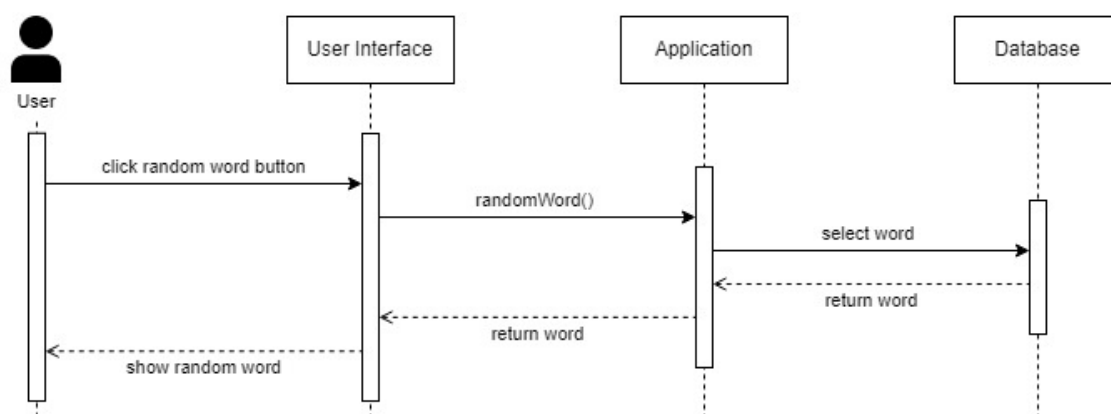 User Interface
Application
Database
User
click random word button
randomWord()
select word
return word
return word
show random word